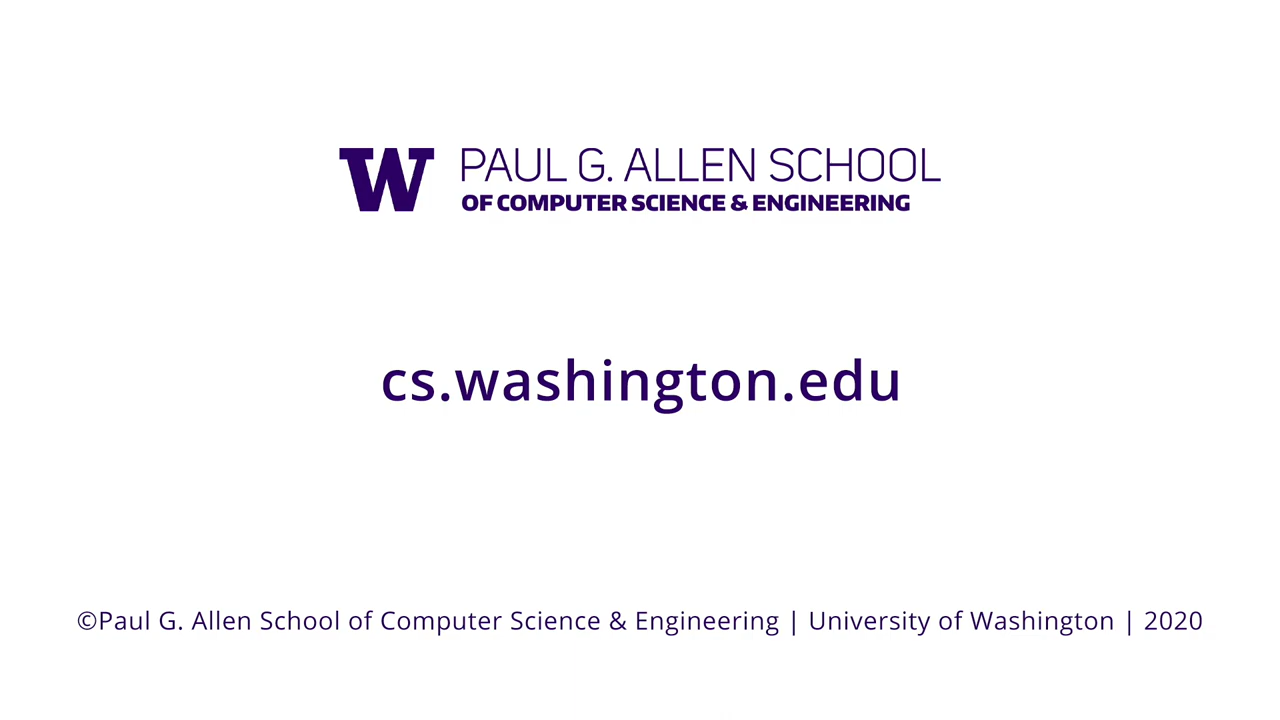 W PAUL G. ALLEN SCHOOL
OF COMPUTER SCIENCE & ENGINEERING
cs.washington.edu
©Paul G. Allen School of Computer Science & Engineering | University of Washington | 2020